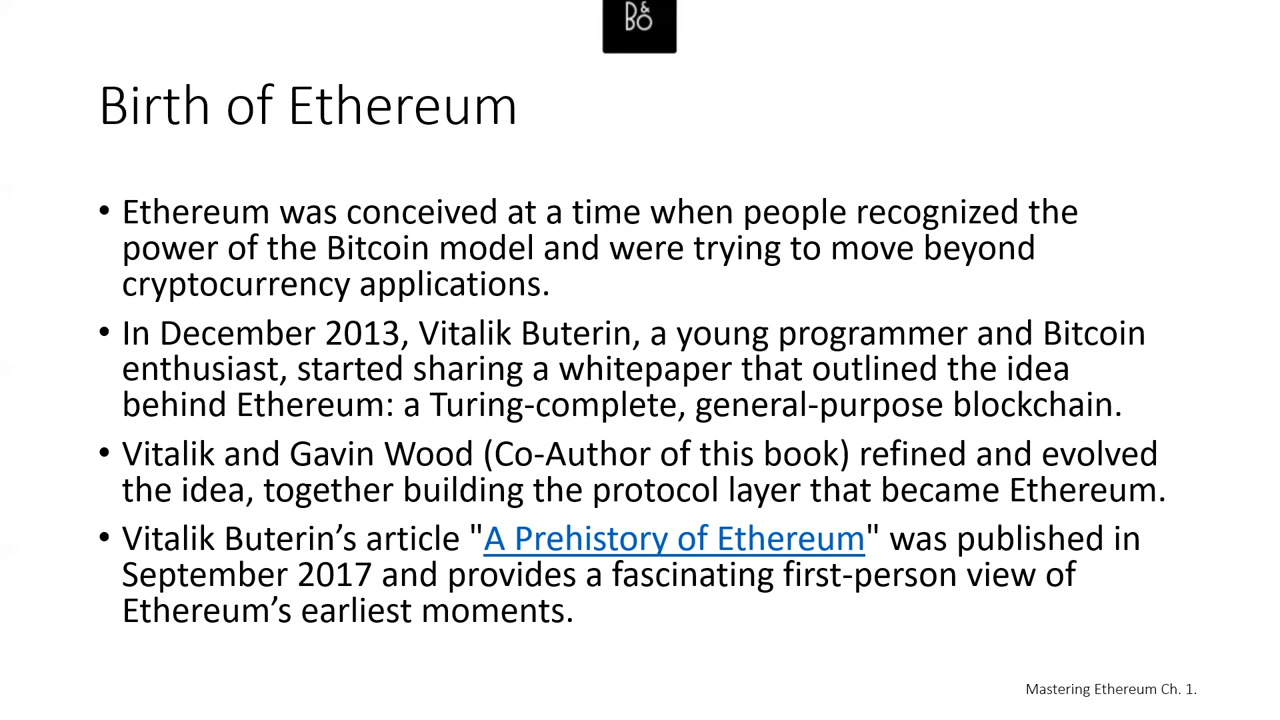 B&
BO
Birth of Ethereum
• Ethereum was conceived at a time when people recognized the
power of the Bitcoin model and were trying to move beyond
cryptocurrency applications.
• In December 2013, Vitalik Buterin, a young programmer and Bitcoin
enthusiast, started sharing a whitepaper that outlined the idea
behind Ethereum: a Turing-complete, general-purpose blockchain.
• Vitalik and Gavin Wood (Co-Author of this book) refined and evolved
the idea, together building the protocol layer that became Ethereum.
• Vitalik Buterin’s article "A Prehistory of Ethereum" was published in
September 2017 and provides a fascinating first-person view of
Ethereum’s earliest moments.
Mastering Ethereum Ch. 1.